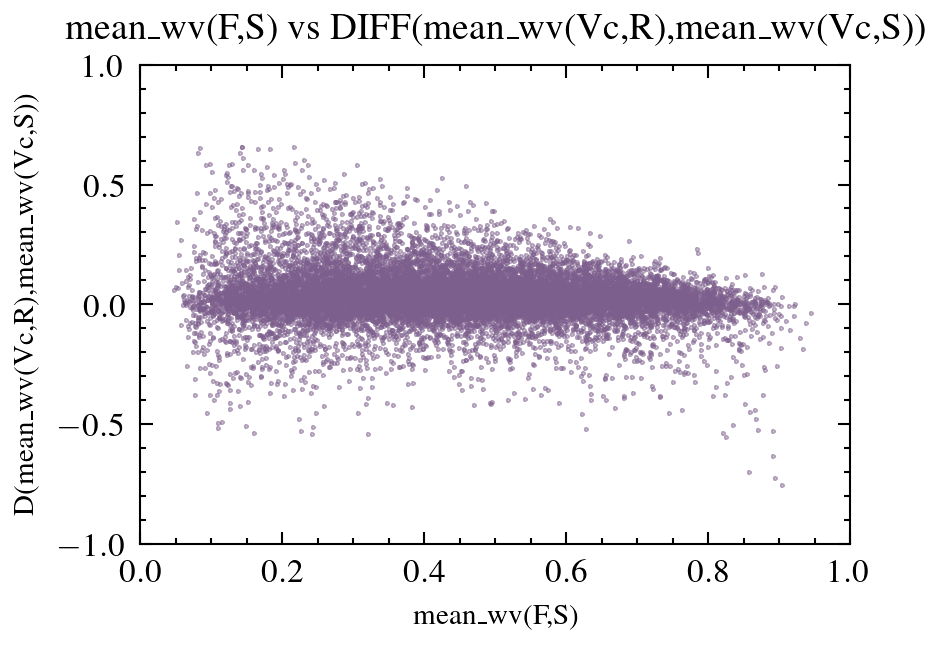 mean_wv(F,S) vs DIFF(mean_wv(Vc,R),mean_wv(Vc,S))
D(mean_wv(Vc,R),mean_wv(Vc,S))
1.0
0.5
0.0
−0.5
−1.0
0.0 0.2 0.4 0.6 0.8 1.0
mean_wv(F,S)